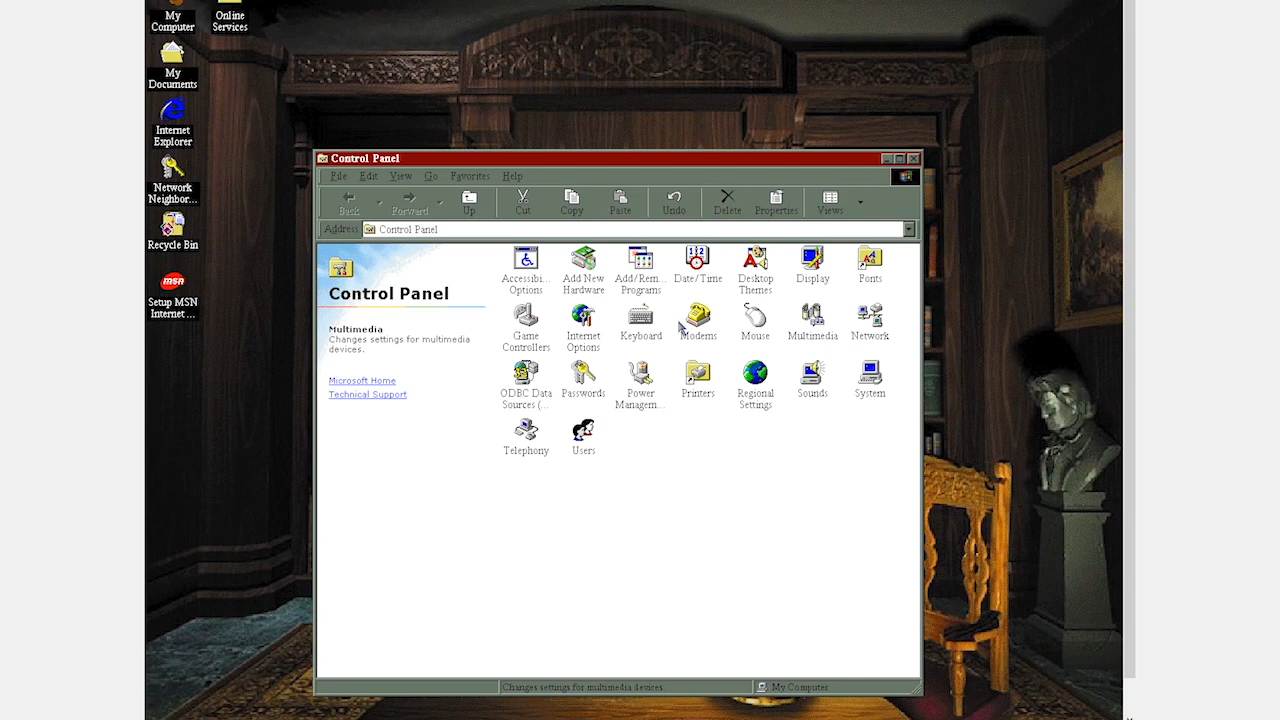 My
Computer
Online
Services
My
Documents
Internet
Explorer
Network
Neighbor...
Recycle Bin
msn
Setup MSN
Internet ...
Control Panel
File Edit View Go Favorites Help
Back Forward Up Cut Copy Paste Undo Delete Properties Views
Address Control Panel
Control Panel
Multimedia
Changes settings for multimedia
devices.
Microsoft Home
Technical Support
Accessibi... Add New Add/Rem... Date/Time Desktop Display Fonts
Options Hardware Programs Themes
Game Internet Keyboard Modems Mouse Multimedia Network
Controllers Options
ODBC Data Passwords Power Printers Regional Sounds System
Sources (... Managem... Settings
Telephony Users
Changes settings for multimedia devices. My Computer